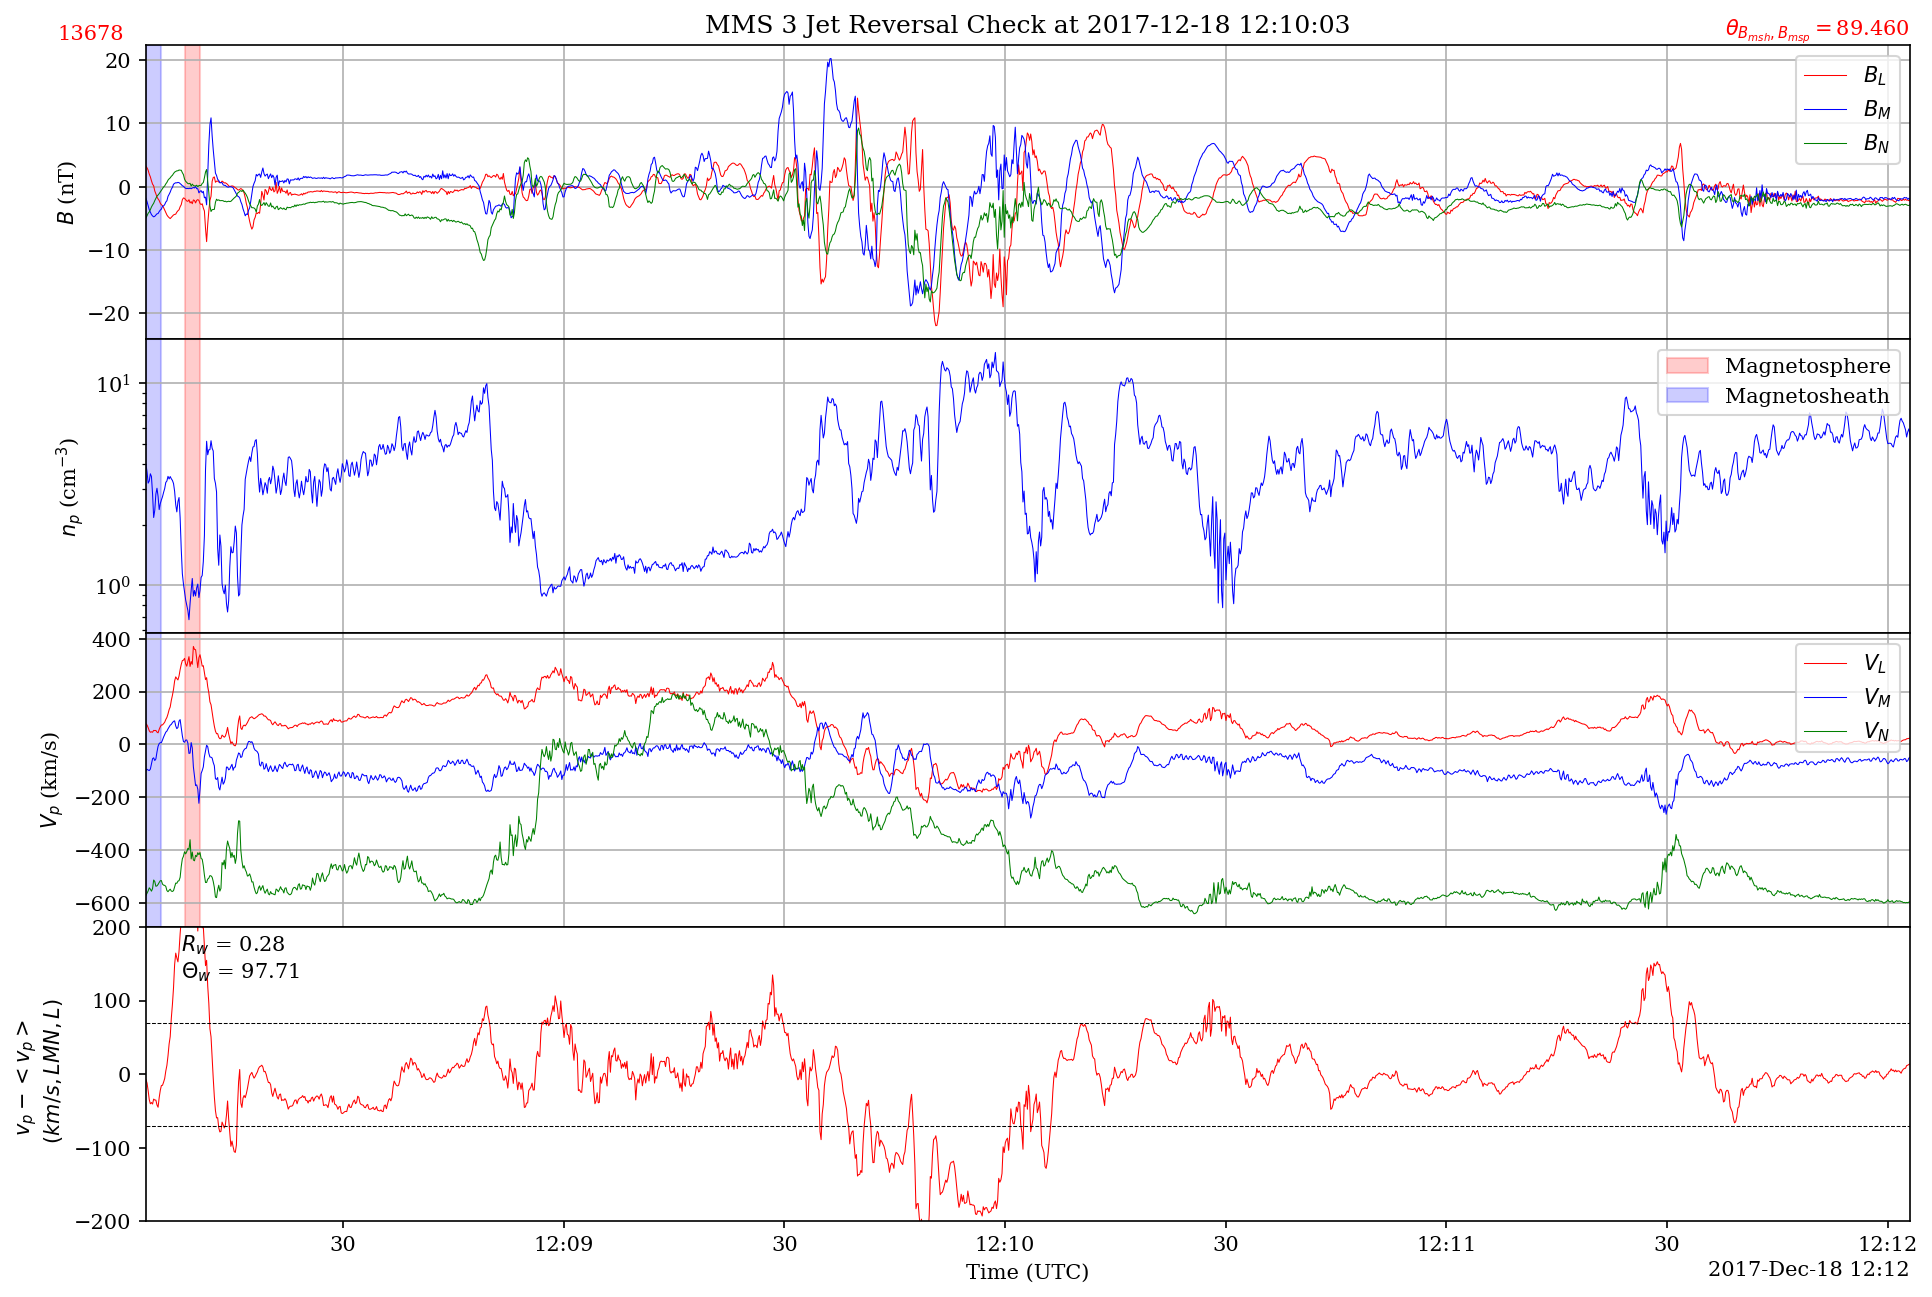 MMS 3 Jet Reversal Check at 2017-12-18 12:10:03
13678
θ_{B_{msh}, B_{msp}} = 89.460
20
10
0
−10
−20
B (nT)
B_L
B_M
B_N
10^1
10^0
n_p (cm^{−3})
Magnetosphere
Magnetosheath
400
200
0
−200
−400
−600
V_p (km/s)
V_L
V_M
V_N
200
100
0
−100
−200
v_p − < v_p >
(km/s, LMN, L)
R_w = 0.28
Θ_w = 97.71
30
12:09
30
12:10
30
12:11
30
12:12
Time (UTC)
2017-Dec-18 12:12